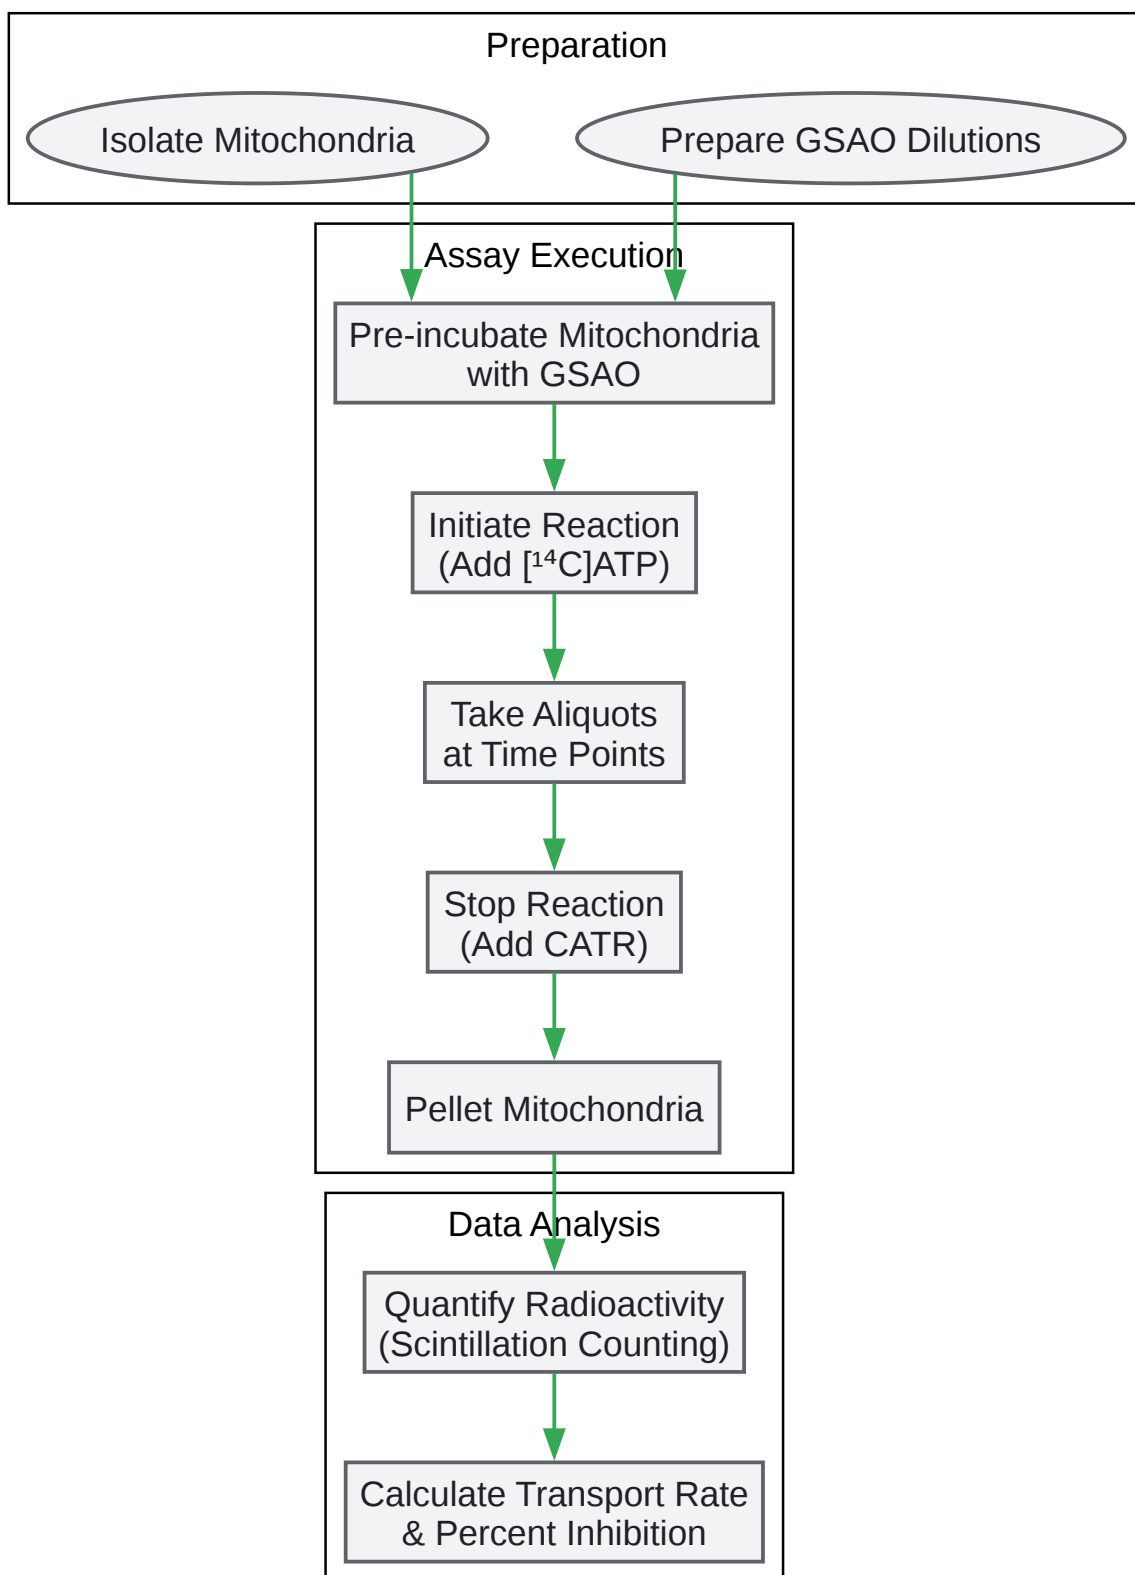 Preparation
Isolate Mitochondria
Prepare GSAO Dilutions
Assay Execution
Pre-incubate Mitochondria
with GSAO
Initiate Reaction
(Add [¹⁴C]ATP)
Take Aliquots
at Time Points
Stop Reaction
(Add CATR)
Pellet Mitochondria
Data Analysis
Quantify Radioactivity
(Scintillation Counting)
Calculate Transport Rate
& Percent Inhibition